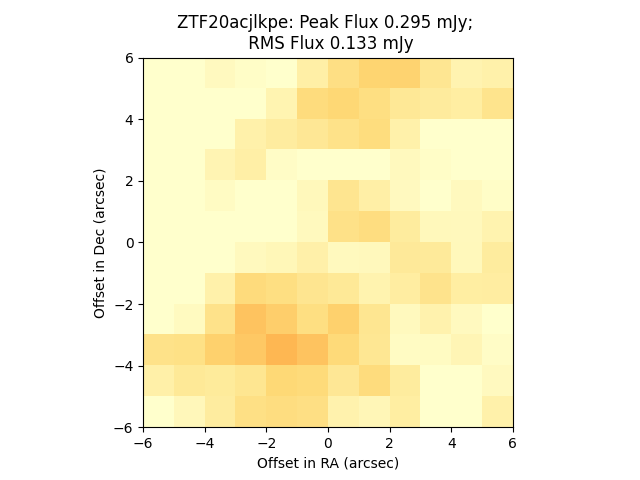 ZTF20acjlkpe: Peak Flux 0.295 mJy;
RMS Flux 0.133 mJy
6
4
2
0
−2
−4
−6
Offset in Dec (arcsec)
−6 −4 −2 0 2 4 6
Offset in RA (arcsec)